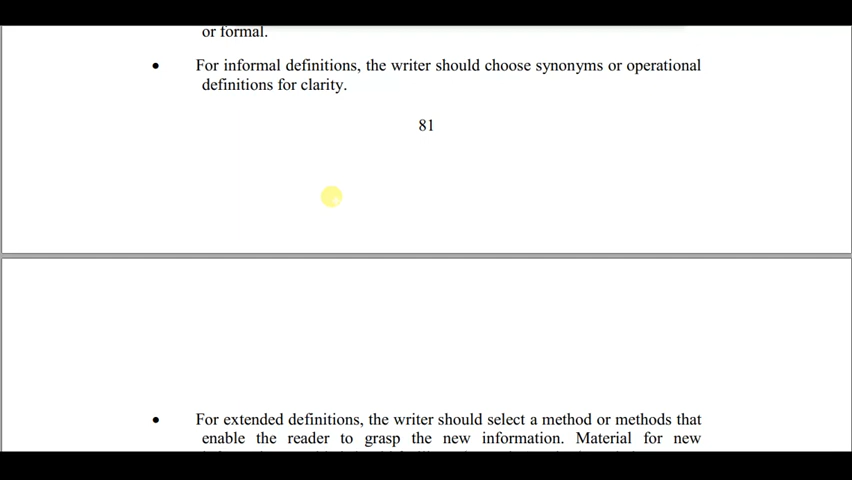 or formal.
• For informal definitions, the writer should choose synonyms or operational
definitions for clarity.
81
• For extended definitions, the writer should select a method or methods that
enable the reader to grasp the new information. Material for new